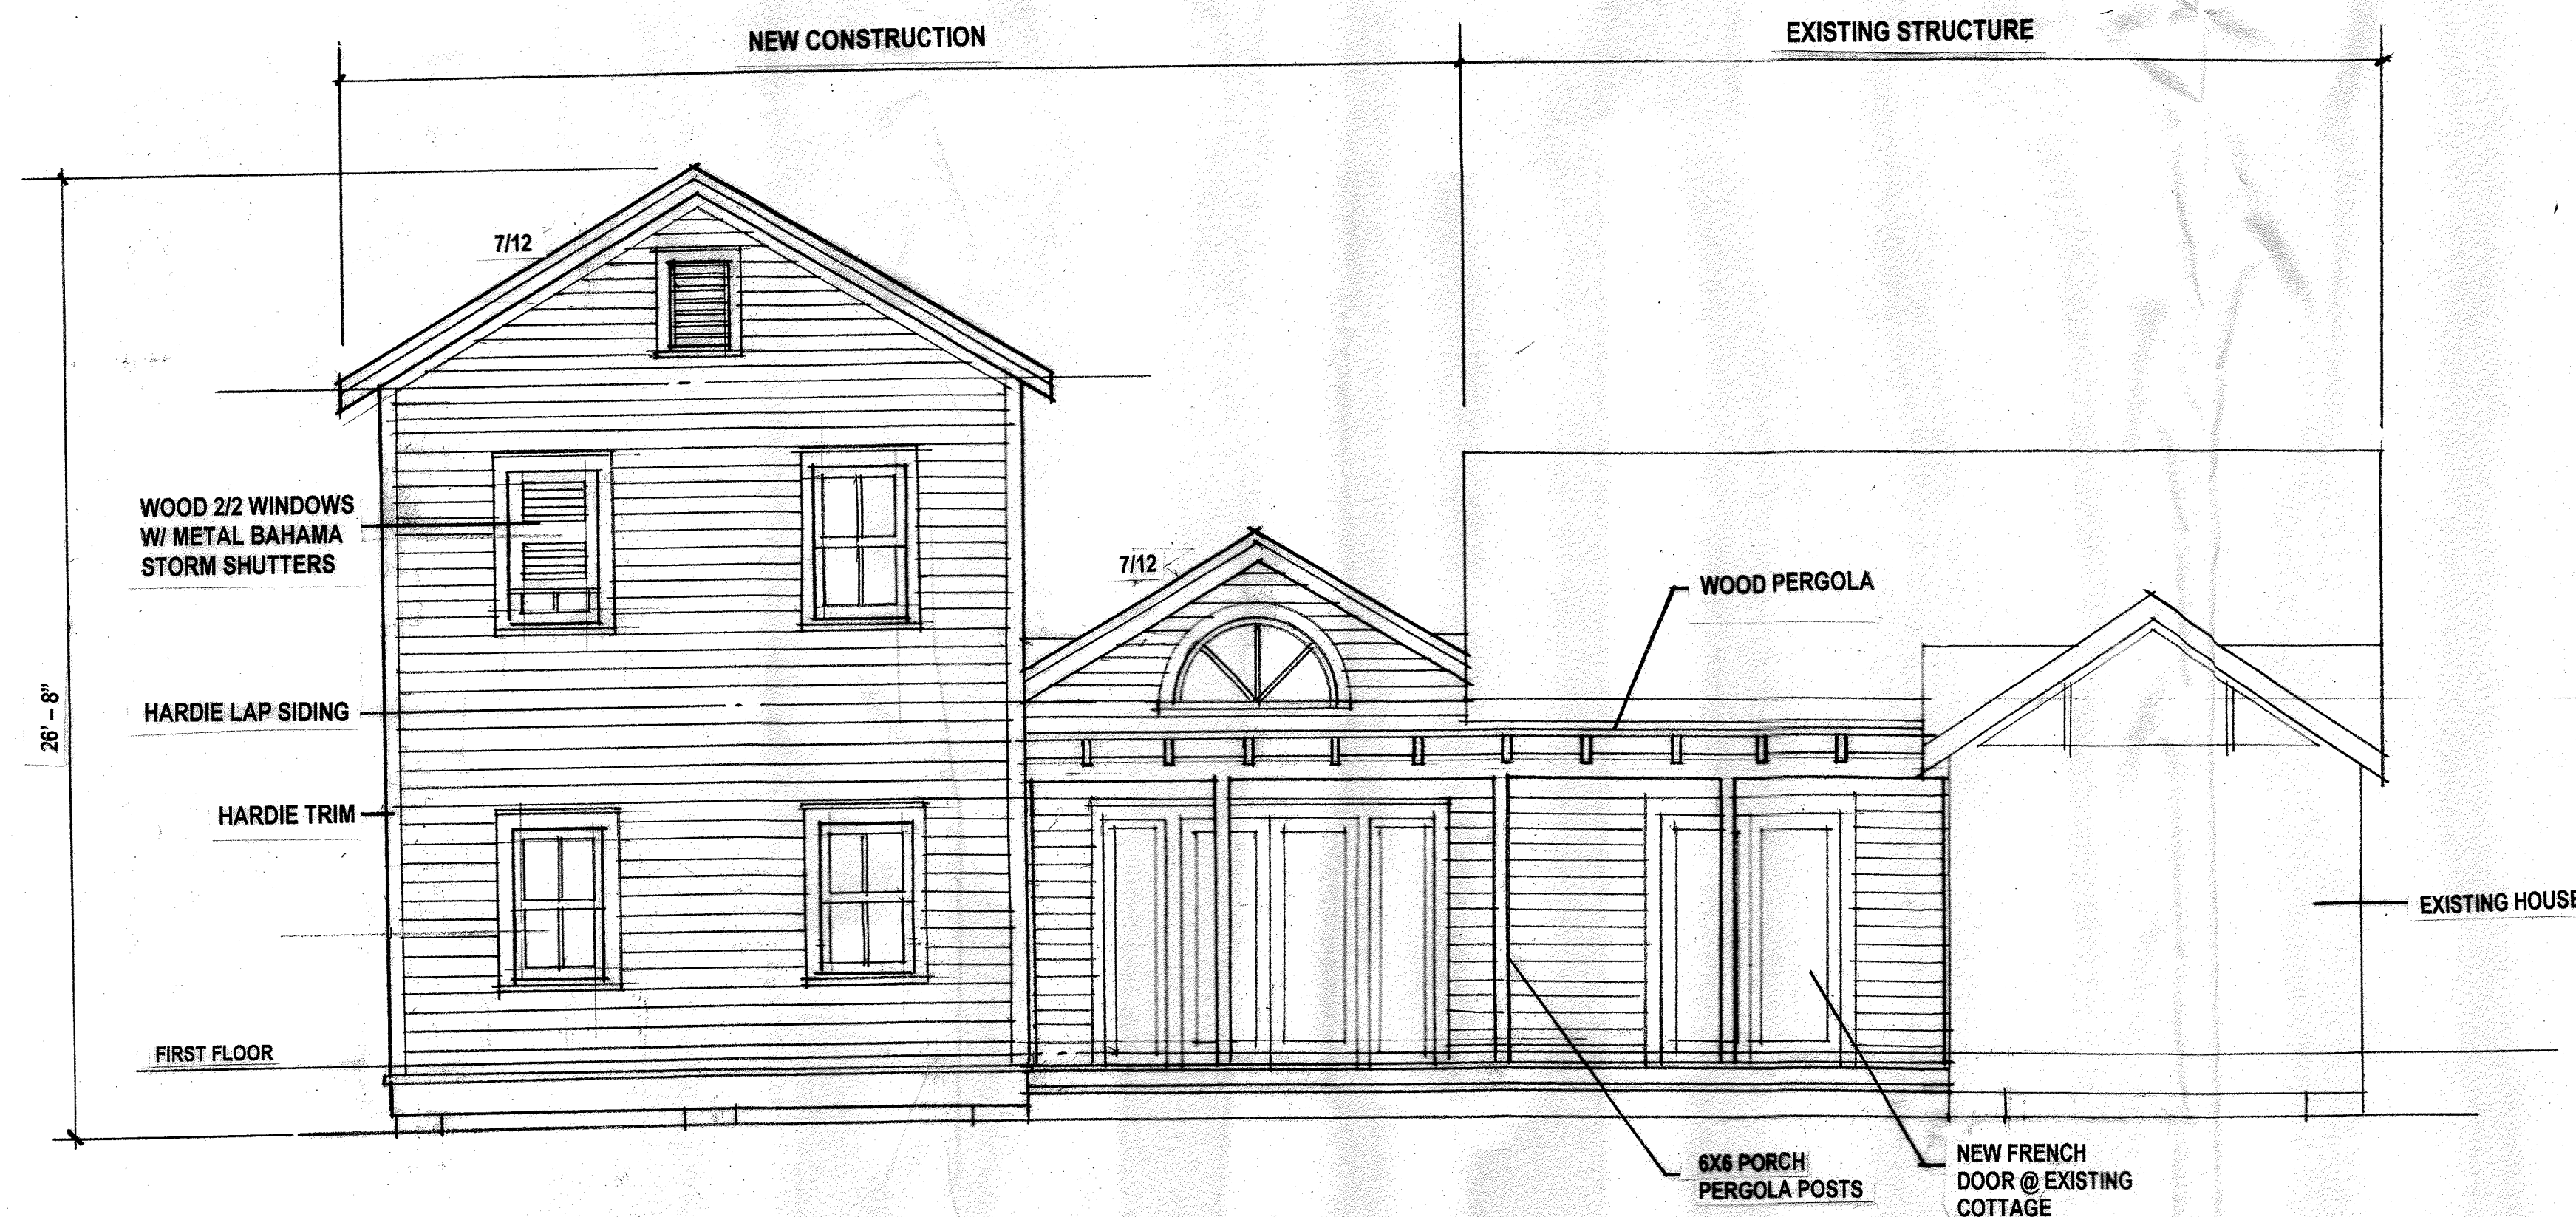 NEW CONSTRUCTION
EXISTING STRUCTURE
7/12
WOOD 2/2 WINDOWS
W/ METAL BAHAMA
STORM SHUTTERS
7/12
WOOD PERGOLA
HARDIE LAP SIDING
26' – 8"
HARDIE TRIM
EXISTING HOUSE
FIRST FLOOR
6X6 PORCH
PERGOLA POSTS
NEW FRENCH
DOOR @ EXISTING
COTTAGE